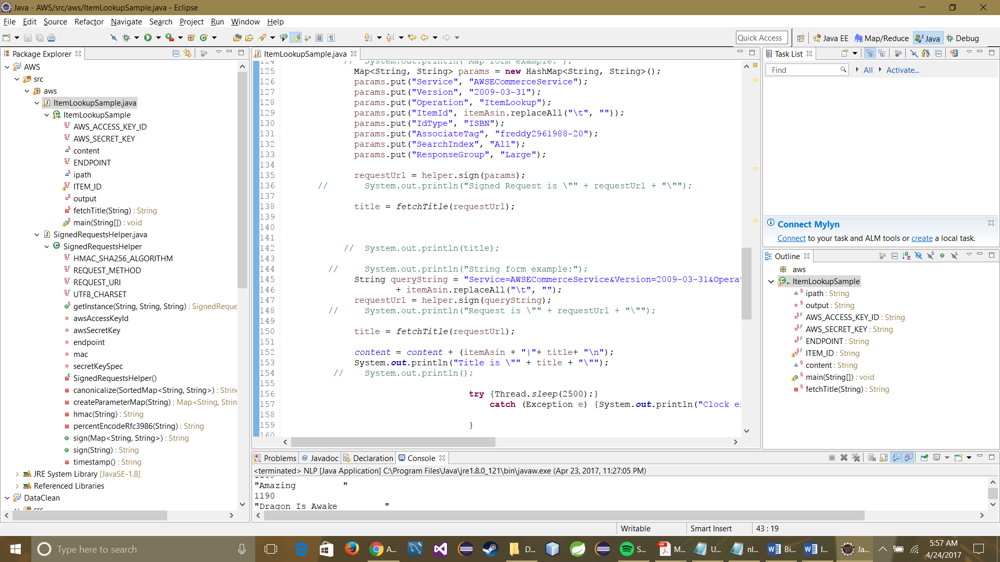 Java - AWS/src/aws/ItemLookupSample.java - Eclipse
File Edit Source Refactor Navigate Search Project Run Window Help
Quick Access Java EE Map/Reduce Java Debug
Package Explorer
AWS
src
aws
ItemLookupSample.java
ItemLookupSample
AWS_ACCESS_KEY_ID
AWS_SECRET_KEY
content
ENDPOINT
ipath
ITEM_ID
output
fetchTitle(String) : String
main(String[]) : void
SignedRequestsHelper.java
SignedRequestsHelper
HMAC_SHA256_ALGORITHM
REQUEST_METHOD
REQUEST_URI
UTF8_CHARSET
getInstance(String, String, String) : SignedReque
awsAccessKeyId
awsSecretKey
endpoint
mac
secretKeySpec
SignedRequestsHelper()
canonicalize(SortedMap<String, String>) : Strin
createParameterMap(String) : Map<String, Strin
hmac(String) : String
percentEncodeRfc3986(String) : String
sign(Map<String, String>) : String
sign(String) : String
timestamp() : String
JRE System Library [JavaSE-1.8]
Referenced Libraries
DataClean
src
ItemLookupSample.java
124 // System.out.println("Map form example:");
125 Map<String, String> params = new HashMap<String, String>();
126 params.put("Service", "AWSECommerceService");
127 params.put("Version", "2009-03-31");
128 params.put("Operation", "ItemLookup");
129 params.put("ItemId", itemAsin.replaceAll("\t", ""));
130 params.put("IdType", "ISBN");
131 params.put("AssociateTag", "freddy2961988-20");
132 params.put("SearchIndex", "All");
133 params.put("ResponseGroup", "Large");
134
135 requestUrl = helper.sign(params);
136 // System.out.println("Signed Request is \"" + requestUrl + "\"");
137
138 title = fetchTitle(requestUrl);
139
140
141
142 // System.out.println(title);
143
144 // System.out.println("String form example:");
145 String queryString = "Service=AWSECommerceService&Version=2009-03-31&Opera
146 + itemAsin.replaceAll("\t", "");
147 requestUrl = helper.sign(queryString);
148 // System.out.println("Request is \"" + requestUrl + "\"");
149
150 title = fetchTitle(requestUrl);
151
152 content = content + (itemAsin + "|"+ title+ "\n");
153 System.out.println("Title is \"" + title + "\"");
154 // System.out.println();
155
156 try {Thread.sleep(2500);}
157 catch (Exception e) {System.out.println("Clock e
158
159 }
160
Task List
Find All Activate...
Connect Mylyn
Connect to your task and ALM tools or create a local task.
Outline
aws
ItemLookupSample
ipath : String
output : String
AWS_ACCESS_KEY_ID : String
AWS_SECRET_KEY : String
ENDPOINT : String
ITEM_ID : String
content : String
main(String[]) : void
fetchTitle(String) : String
Problems @ Javadoc Declaration Console
<terminated> NLP [Java Application] C:\Program Files\Java\jre1.8.0_121\bin\javaw.exe (Apr 23, 2017, 11:27:05 PM)
"Amazing "
1190
"Dragon Is Awake "
Writable Smart Insert 43 : 19
Type here to search A... D... S... M... U... nl... Bi... I... Ja...
5:57 AM
4/24/2017